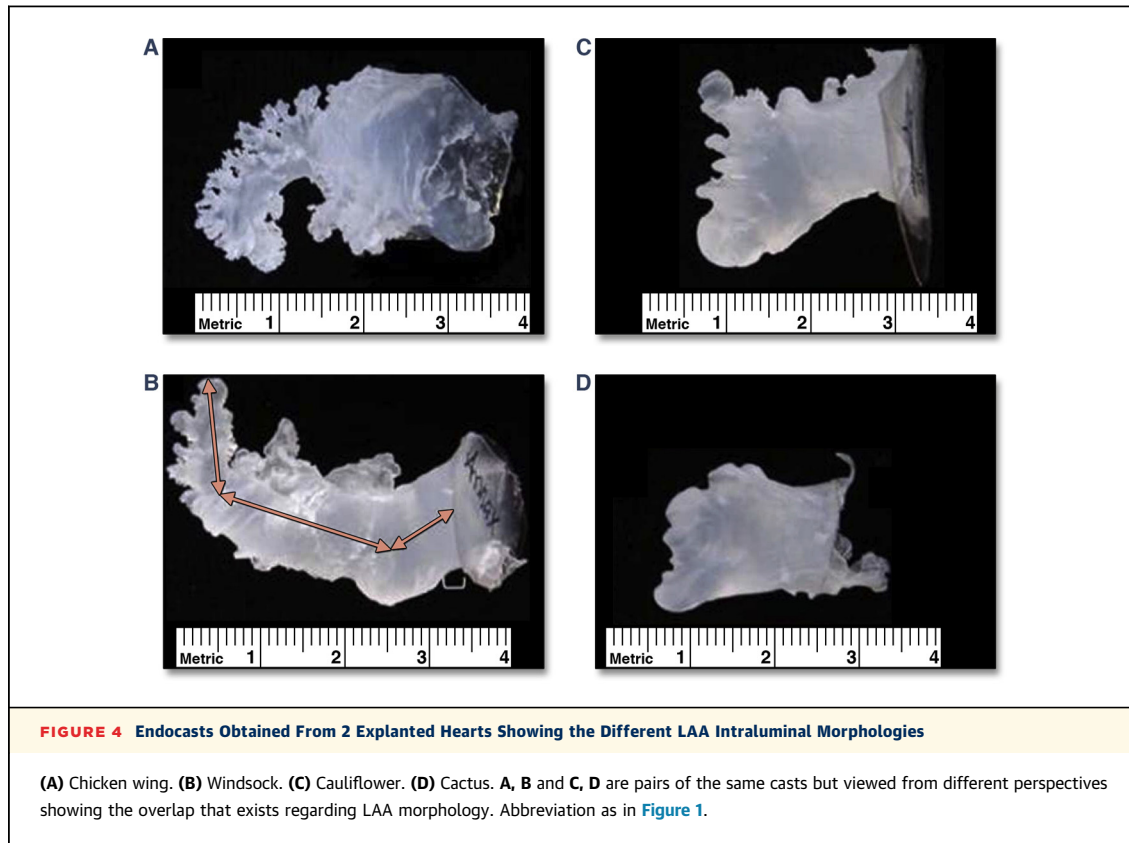 A
Metric 1 2 3 4
C
Metric 1 2 3 4
B
Metric 1 2 3 4
D
Metric 1 2 3 4
FIGURE 4 Endocasts Obtained From 2 Explanted Hearts Showing the Different LAA Intraluminal Morphologies
(A) Chicken wing. (B) Windsock. (C) Cauliflower. (D) Cactus. A, B and C, D are pairs of the same casts but viewed from different perspectives
showing the overlap that exists regarding LAA morphology. Abbreviation as in Figure 1.